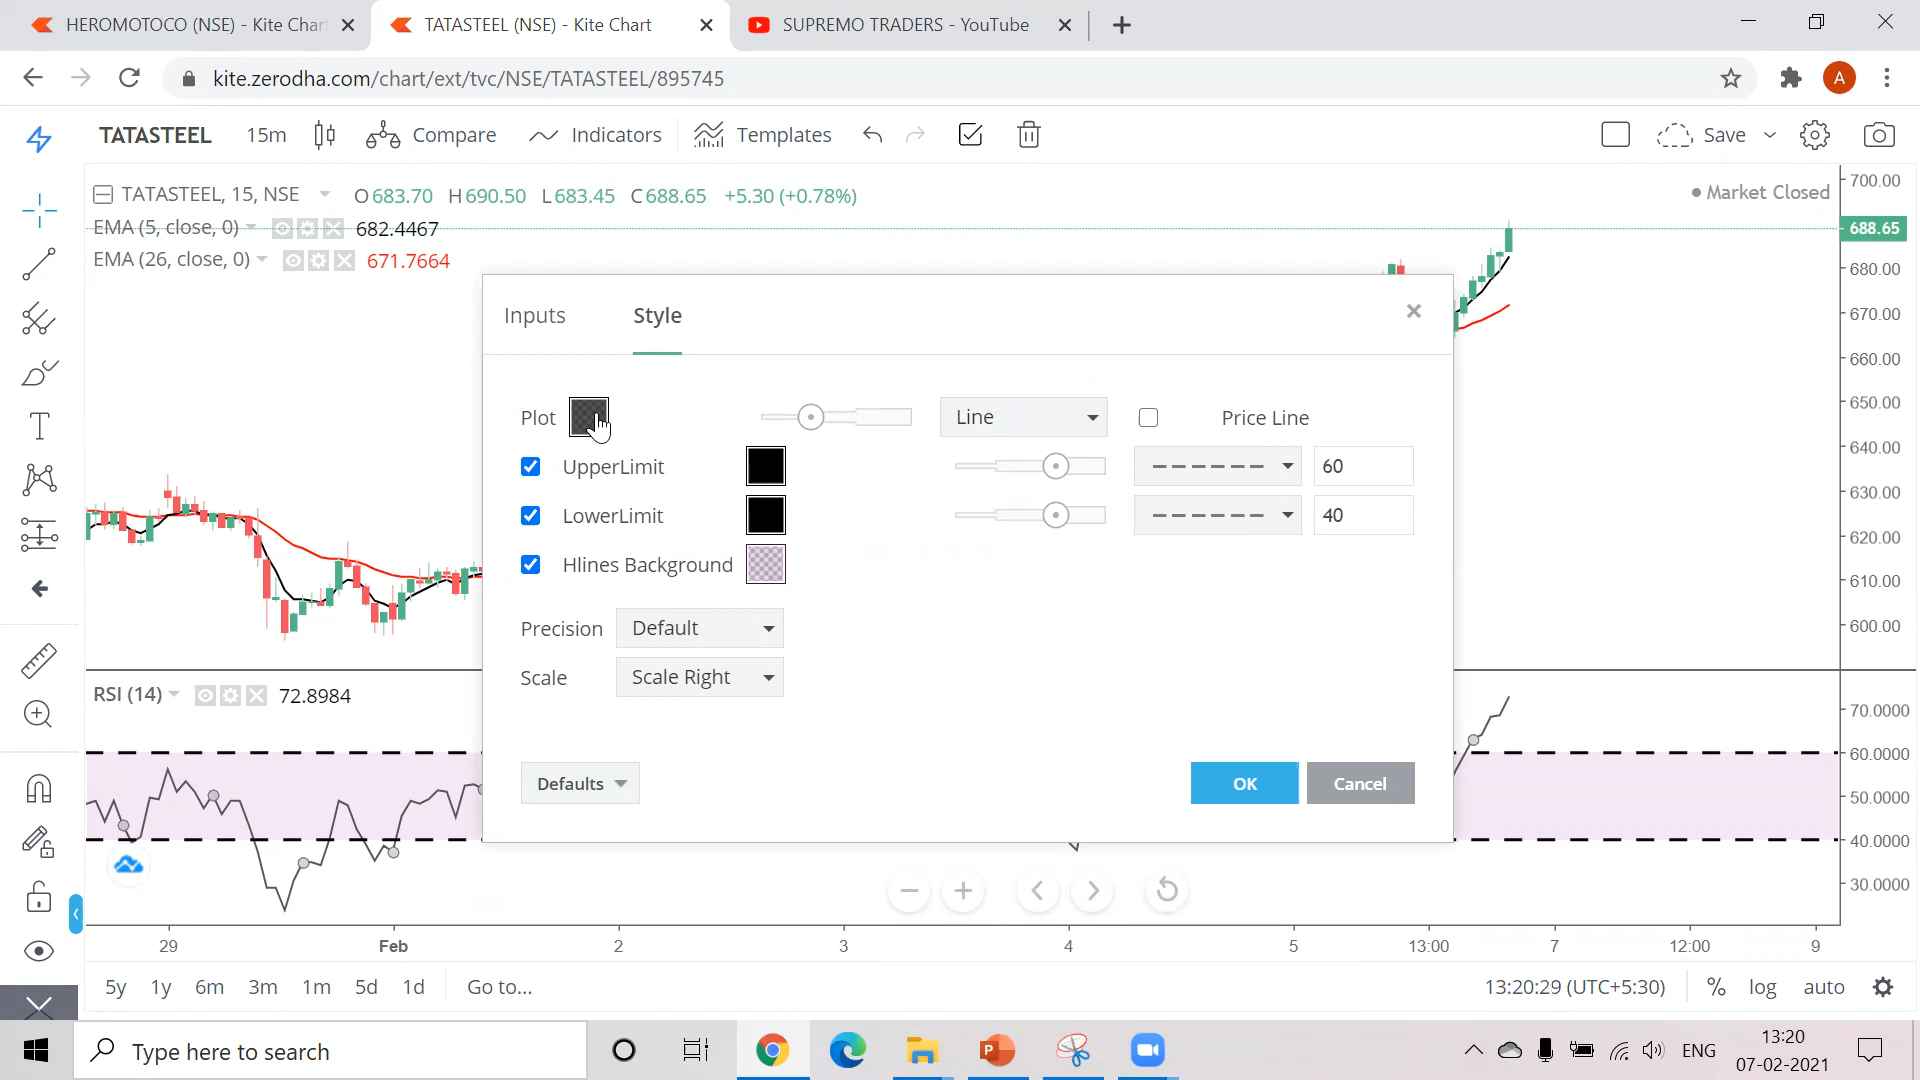 HEROMOTOCO (NSE) - Kite Char
TATASTEEL (NSE) - Kite Chart
SUPREMO TRADERS - YouTube
kite.zerodha.com/chart/ext/tvc/NSE/TATASTEEL/895745
A
TATASTEEL 15m Compare Indicators Templates Save
TATASTEEL, 15, NSE O683.70 H690.50 L683.45 C688.65 +5.30 (+0.78%)
Market Closed
EMA (5, close, 0) 682.4467
EMA (26, close, 0) 671.7664
700.00
688.65
680.00
670.00
660.00
650.00
640.00
630.00
620.00
610.00
600.00
Inputs Style
Plot Line Price Line
UpperLimit 60
LowerLimit 40
Hlines Background
Precision Default
Scale Scale Right
Defaults OK Cancel
RSI (14) 72.8984
70.0000
60.0000
50.0000
40.0000
30.0000
29 Feb 2 3 4 5 13:00 7 12:00 9
5y 1y 6m 3m 1m 5d 1d Go to... 13:20:29 (UTC+5:30) % log auto
Type here to search
P
ENG
13:20
07-02-2021